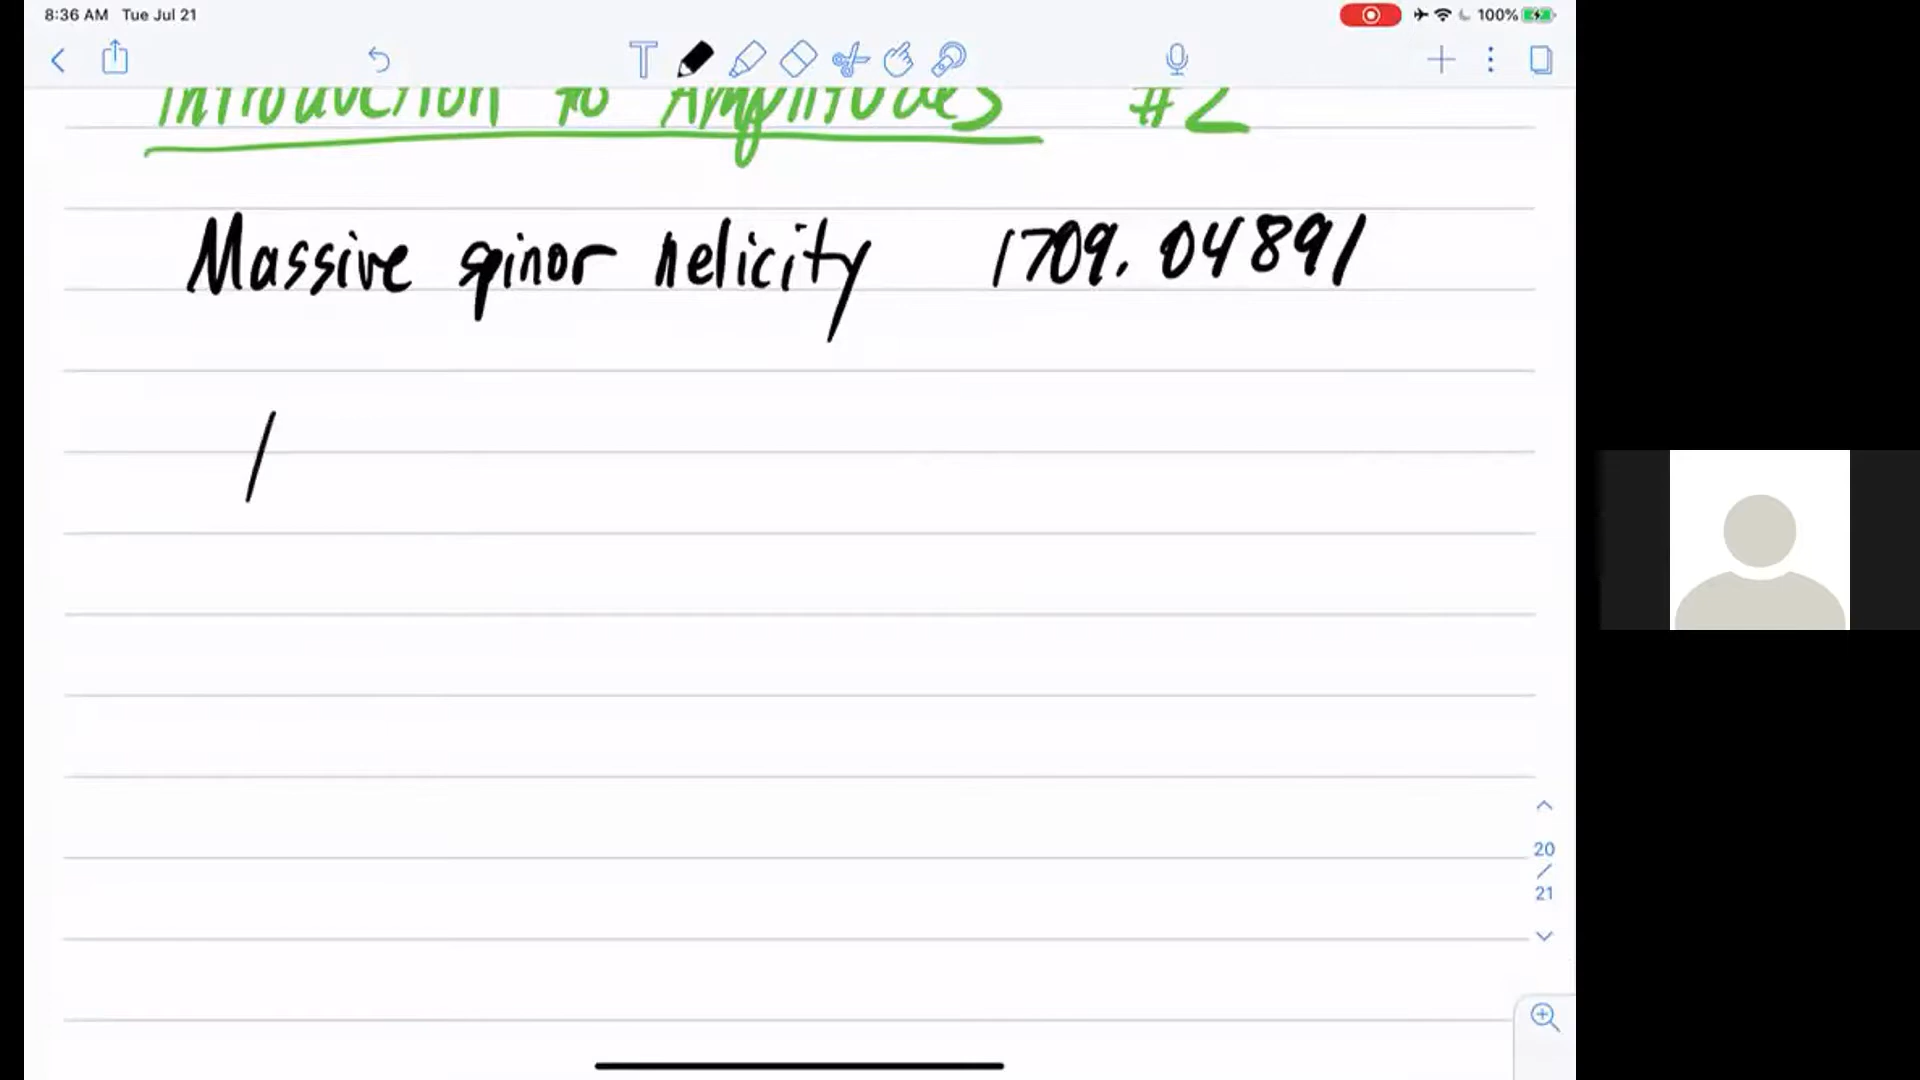 8:36 AM Tue Jul 21
100%
T
Introduction to Amplitudes #2
Massive spinor helicity 1709.04891
/
20
/
21